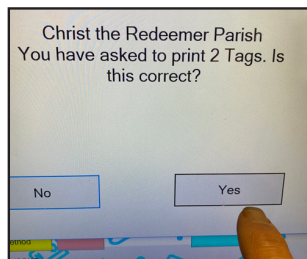 Christ the Redeemer Parish
You have asked to print 2 Tags. Is
this correct?
No
Yes